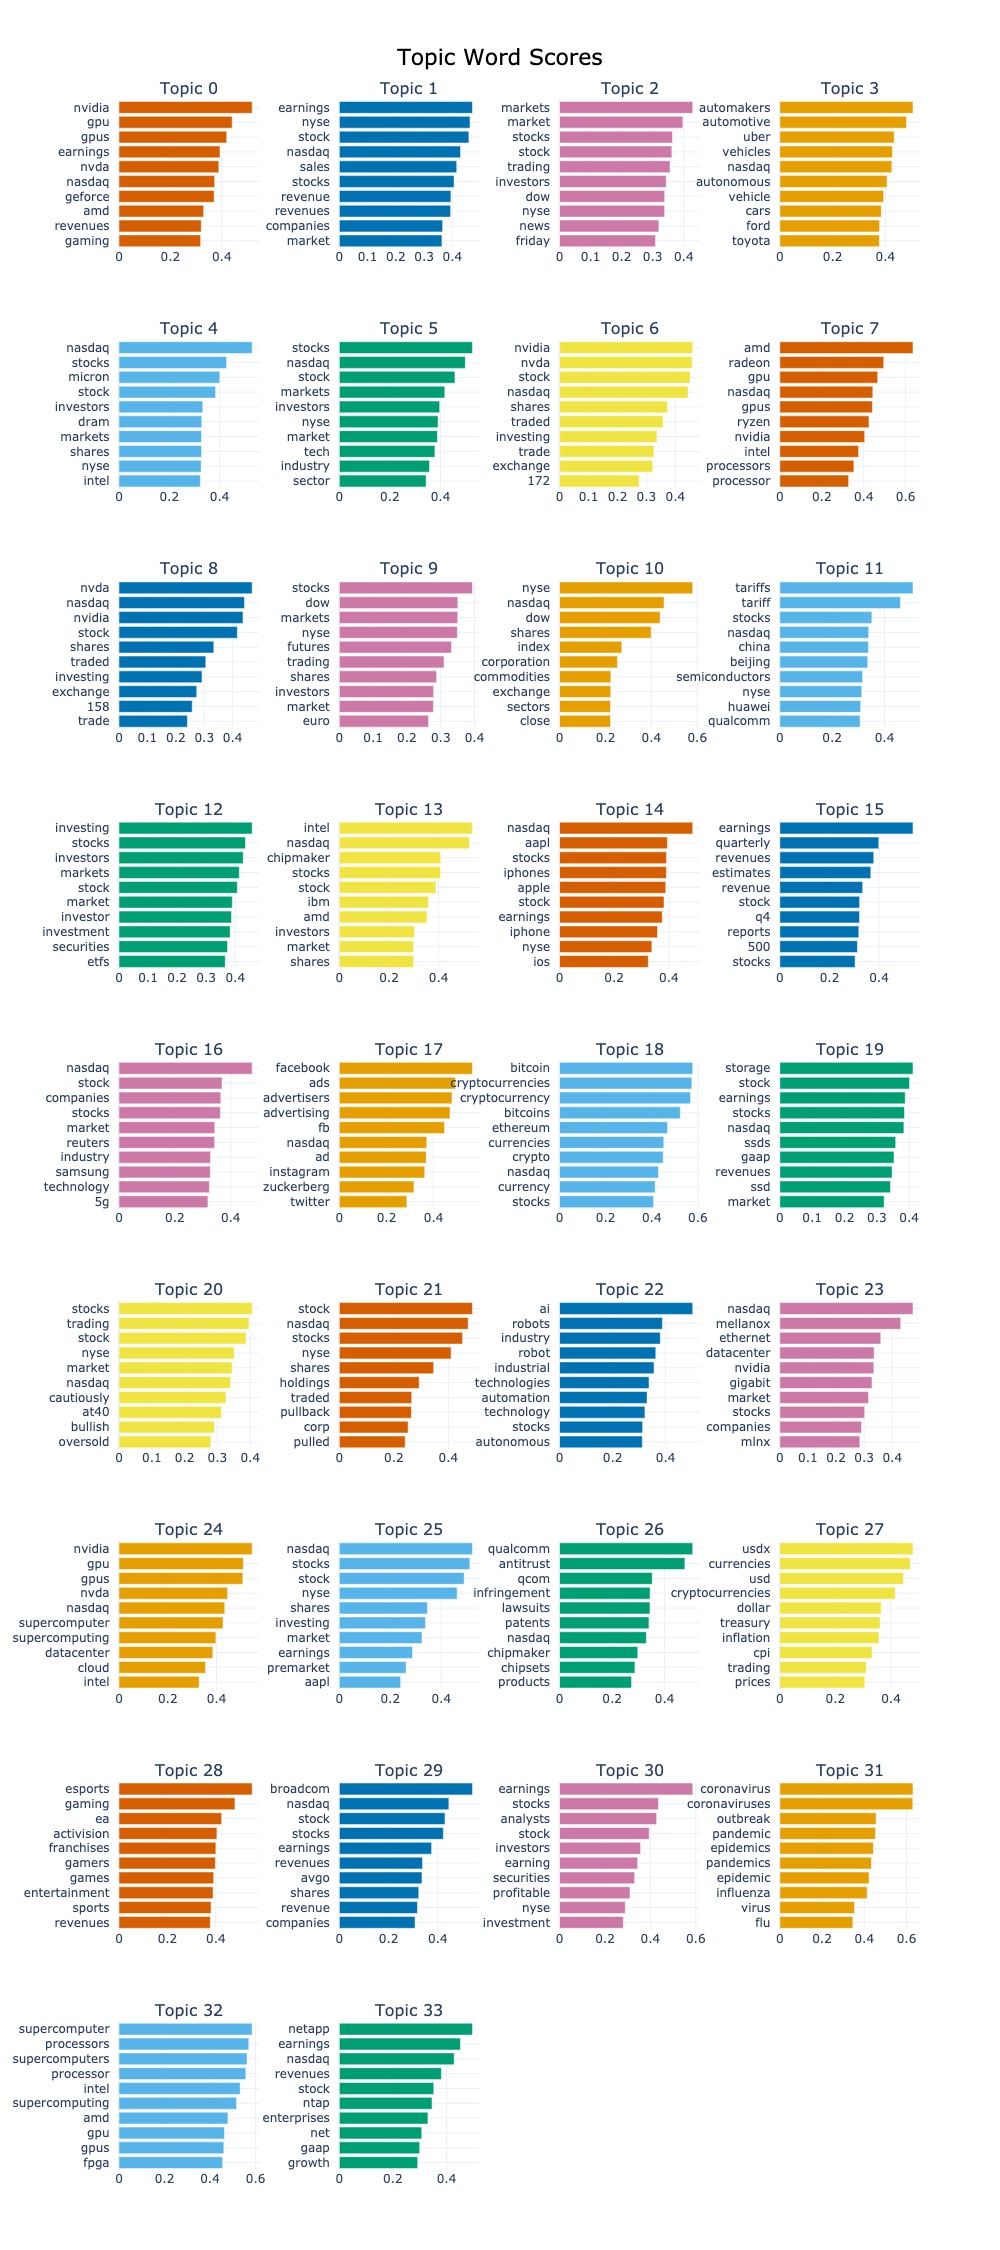 Topic Word Scores
Topic 0
nvidia
gpu
gpus
earnings
nvda
nasdaq
geforce
amd
revenues
gaming
0 0.2 0.4
Topic 1
earnings
nyse
stock
nasdaq
sales
stocks
revenue
revenues
companies
market
0 0.1 0.2 0.3 0.4
Topic 2
markets
market
stocks
stock
trading
investors
dow
nyse
news
friday
0 0.1 0.2 0.3 0.4
Topic 3
automakers
automotive
uber
vehicles
nasdaq
autonomous
vehicle
cars
ford
toyota
0 0.2 0.4
Topic 4
nasdaq
stocks
micron
stock
investors
dram
markets
shares
nyse
intel
0 0.2 0.4
Topic 5
stocks
nasdaq
stock
markets
investors
nyse
market
tech
industry
sector
0 0.2 0.4
Topic 6
nvidia
nvda
stock
nasdaq
shares
traded
investing
trade
exchange
172
0 0.1 0.2 0.3 0.4
Topic 7
amd
radeon
gpu
nasdaq
gpus
ryzen
nvidia
intel
processors
processor
0 0.2 0.4 0.6
Topic 8
nvda
nasdaq
nvidia
stock
shares
traded
investing
exchange
158
trade
0 0.1 0.2 0.3 0.4
Topic 9
stocks
dow
markets
nyse
futures
trading
shares
investors
market
euro
0 0.1 0.2 0.3 0.4
Topic 10
nyse
nasdaq
dow
shares
index
corporation
commodities
exchange
sectors
close
0 0.2 0.4 0.6
Topic 11
tariffs
tariff
stocks
nasdaq
china
beijing
semiconductors
nyse
huawei
qualcomm
0 0.2 0.4
Topic 12
investing
stocks
investors
markets
stock
market
investor
investment
securities
etfs
0 0.1 0.2 0.3 0.4
Topic 13
intel
nasdaq
chipmaker
stocks
stock
ibm
amd
investors
market
shares
0 0.2 0.4
Topic 14
nasdaq
aapl
stocks
iphones
apple
stock
earnings
iphone
nyse
ios
0 0.2 0.4
Topic 15
earnings
quarterly
revenues
estimates
revenue
stock
q4
reports
500
stocks
0 0.2 0.4
Topic 16
nasdaq
stock
companies
stocks
market
reuters
industry
samsung
technology
5g
0 0.2 0.4
Topic 17
facebook
ads
advertisers
advertising
fb
nasdaq
ad
instagram
zuckerberg
twitter
0 0.2 0.4
Topic 18
bitcoin
cryptocurrencies
cryptocurrency
bitcoins
ethereum
currencies
crypto
nasdaq
currency
stocks
0 0.2 0.4 0.6
Topic 19
storage
stock
earnings
stocks
nasdaq
ssds
gaap
revenues
ssd
market
0 0.1 0.2 0.3 0.4
Topic 20
stocks
trading
stock
nyse
market
nasdaq
cautiously
at40
bullish
oversold
0 0.1 0.2 0.3 0.4
Topic 21
stock
nasdaq
stocks
nyse
shares
holdings
traded
pullback
corp
pulled
0 0.2 0.4
Topic 22
ai
robots
industry
robot
industrial
technologies
automation
technology
stocks
autonomous
0 0.2 0.4
Topic 23
nasdaq
mellanox
ethernet
datacenter
nvidia
gigabit
market
stocks
companies
mlnx
0 0.1 0.2 0.3 0.4
Topic 24
nvidia
gpu
gpus
nvda
nasdaq
supercomputer
supercomputing
datacenter
cloud
intel
0 0.2 0.4
Topic 25
nasdaq
stocks
stock
nyse
shares
investing
market
earnings
premarket
aapl
0 0.2 0.4
Topic 26
qualcomm
antitrust
qcom
infringement
lawsuits
patents
nasdaq
chipmaker
chipsets
products
0 0.2 0.4
Topic 27
usdx
currencies
usd
cryptocurrencies
dollar
treasury
inflation
cpi
trading
prices
0 0.2 0.4
Topic 28
esports
gaming
ea
activision
franchises
gamers
games
entertainment
sports
revenues
0 0.2 0.4
Topic 29
broadcom
nasdaq
stock
stocks
earnings
revenues
avgo
shares
revenue
companies
0 0.2 0.4
Topic 30
earnings
stocks
analysts
stock
investors
earning
securities
profitable
nyse
investment
0 0.2 0.4 0.6
Topic 31
coronavirus
coronaviruses
outbreak
pandemic
epidemics
pandemics
epidemic
influenza
virus
flu
0 0.2 0.4 0.6
Topic 32
supercomputer
processors
supercomputers
processor
intel
supercomputing
amd
gpu
gpus
fpga
0 0.2 0.4 0.6
Topic 33
netapp
earnings
nasdaq
revenues
stock
ntap
enterprises
net
gaap
growth
0 0.2 0.4